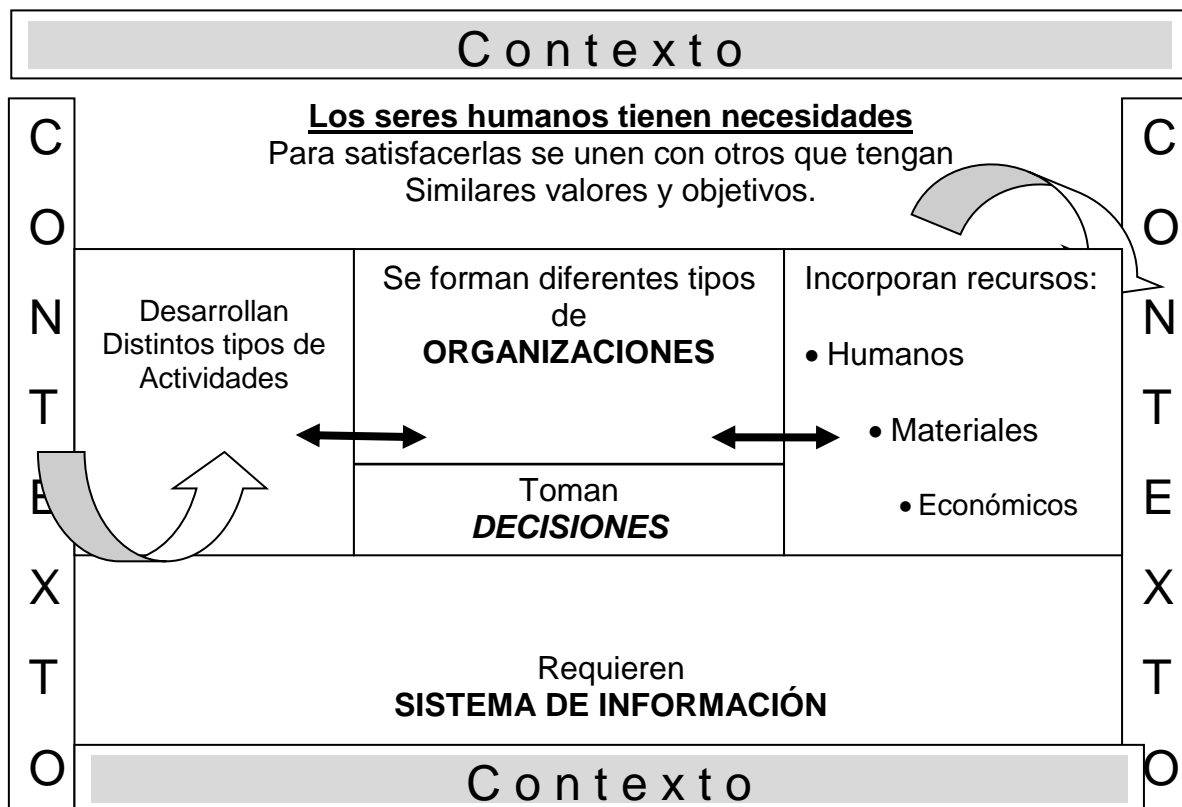 C o n t e x t o
C
O
N
T
E
X
T
O
Los seres humanos tienen necesidades
Para satisfacerlas se unen con otros que tengan
Similares valores y objetivos.
Desarrollan
Distintos tipos de
Actividades
Se forman diferentes tipos
de
ORGANIZACIONES
Toman
DECISIONES
Incorporan recursos:
• Humanos
• Materiales
• Económicos
Requieren
SISTEMA DE INFORMACIÓN
C
O
N
T
E
X
T
O
C o n t e x t o